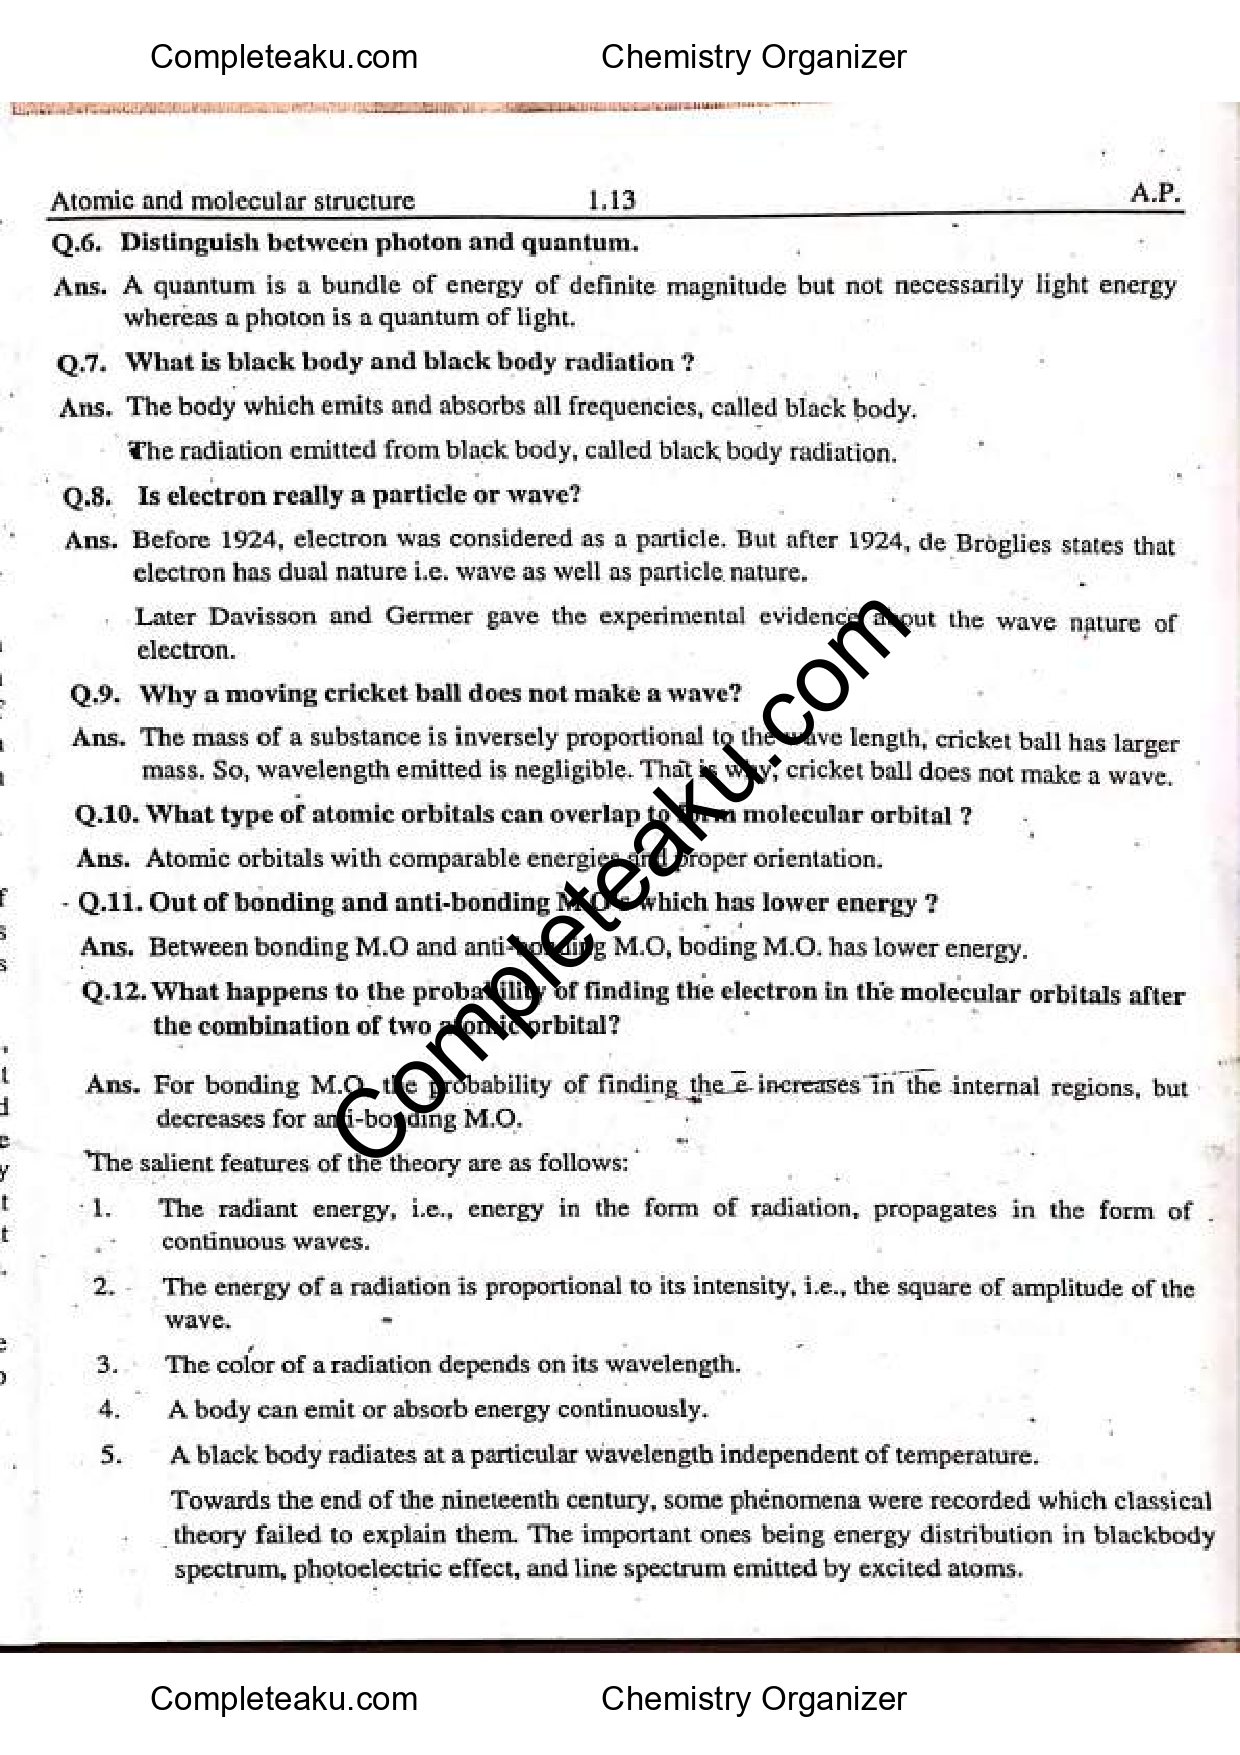 Completeaku.com Chemistry Organizer
Atomic and molecular structure 1.13 A.P.
Q.6. Distinguish between photon and quantum.
Ans. A quantum is a bundle of energy of definite magnitude but not necessarily light energy
whereas a photon is a quantum of light.
Q.7. What is black body and black body radiation ?
Ans. The body which emits and absorbs all frequencies, called black body.
The radiation emitted from black body, called black body radiation.
Q.8. Is electron really a particle or wave?
Ans. Before 1924, electron was considered as a particle. But after 1924, de Broglies states that
electron has dual nature i.e. wave as well as particle nature.
Later Davisson and Germer gave the experimental evidence about the wave nature of
electron.
Q.9. Why a moving cricket ball does not make a wave?
Ans. The mass of a substance is inversely proportional to the wave length, cricket ball has larger
mass. So, wavelength emitted is negligible. That is way, cricket ball does not make a wave.
Q.10. What type of atomic orbitals can overlap to form molecular orbital ?
Ans. Atomic orbitals with comparable energies and proper orientation.
Q.11. Out of bonding and anti-bonding which has lower energy ?
Ans. Between bonding M.O and anti-bonding M.O, boding M.O. has lower energy.
Q.12. What happens to the probability of finding the electron in the molecular orbitals after
the combination of two atomic orbital?
Ans. For bonding M.O, the probability of finding the e̅ increases in the internal regions, but
decreases for anti-bonding M.O.
The salient features of the theory are as follows:
1. The radiant energy, i.e., energy in the form of radiation, propagates in the form of
continuous waves.
2. The energy of a radiation is proportional to its intensity, i.e., the square of amplitude of the
wave.
3. The color of a radiation depends on its wavelength.
4. A body can emit or absorb energy continuously.
5. A black body radiates at a particular wavelength independent of temperature.
Towards the end of the nineteenth century, some phenomena were recorded which classical
theory failed to explain them. The important ones being energy distribution in blackbody
spectrum, photoelectric effect, and line spectrum emitted by excited atoms.
Completeaku.com
Completeaku.com Chemistry Organizer